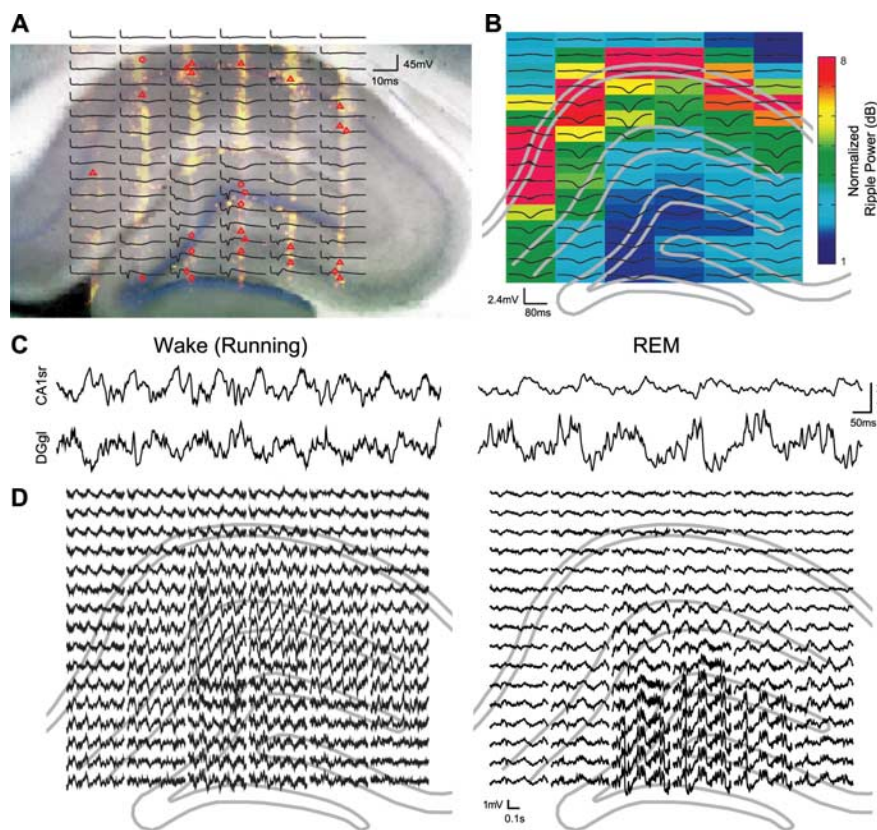 A
45mV
10ms
B
8
Normalized
Ripple Power (dB)
1
2.4mV
80ms
C
Wake (Running)
REM
CA1sr
DGgl
50ms
D
1mV
0.1s